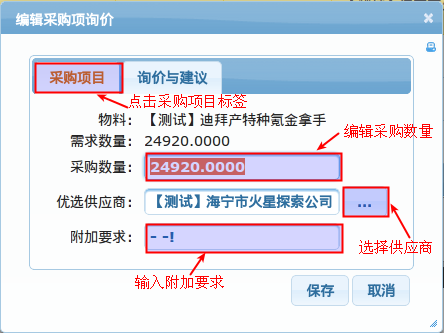 编辑采购项询价
采购项目 询价与建议
点击采购项目标签
物料: 【测试】迪拜产特种氪金拿手
需求数量: 24920.0000
编辑采购数量
采购数量: 24920.0000
优选供应商: 【测试】海宁市火星探索公司 ...
附加要求: - -!
选择供应商
输入附加要求
保存 取消